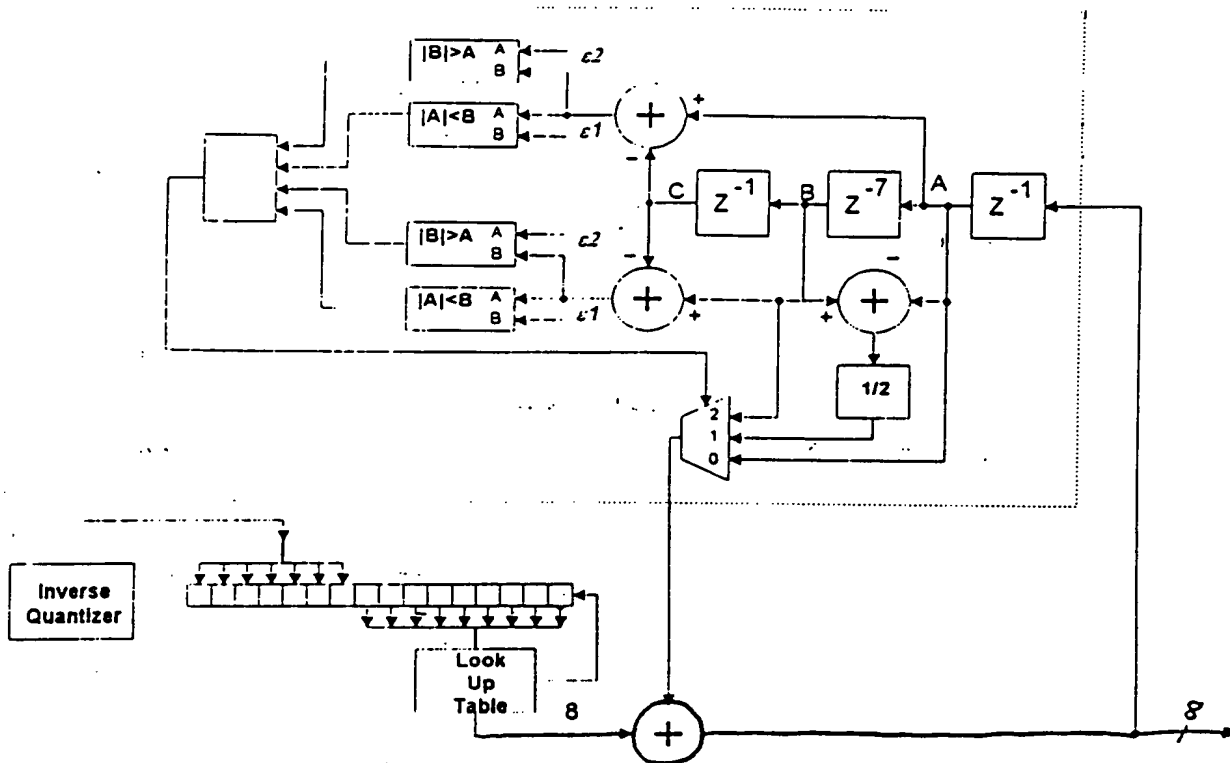 |B|>A A
B
ε2
|A|<B A
B
ε1
+
+
-
C
Z-1
B
Z-7
A
Z-1
|B|>A A
B
ε2
-
-
|A|<B A
B
ε1
+
+
+
+
1/2
2
1
0
Inverse
Quantizer
Look
Up
Table
8
+
8